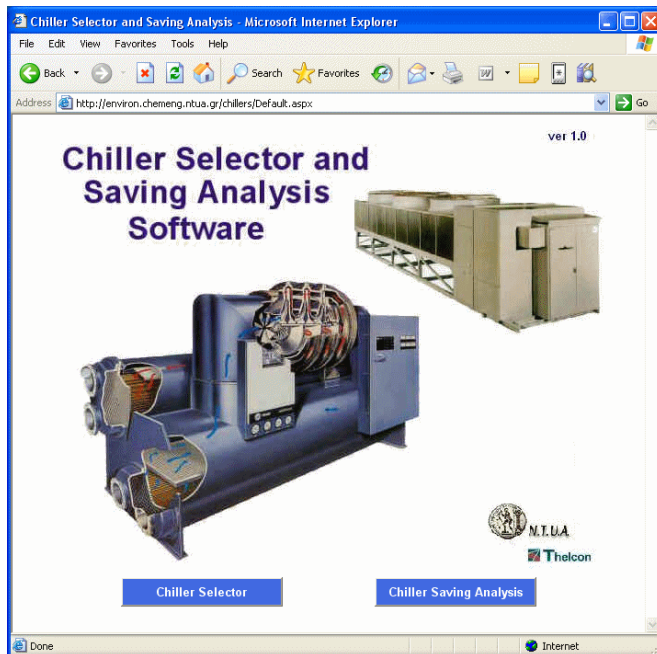 Chiller Selector and Saving Analysis - Microsoft Internet Explorer
File Edit View Favorites Tools Help
Back Search Favorites
Address http://environ.chemeng.ntua.gr/chillers/Default.aspx Go
ver 1.0
Chiller Selector and
Saving Analysis
Software
N.T.U.A.
Thelcon
Chiller Selector Chiller Saving Analysis
Done Internet